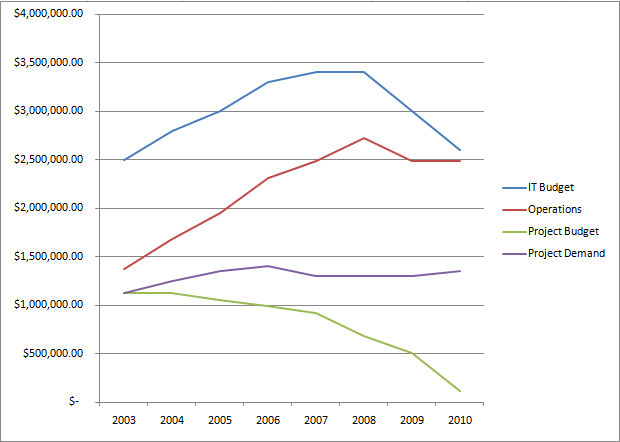 $4,000,000.00
$3,500,000.00
$3,000,000.00
$2,500,000.00
$2,000,000.00
$1,500,000.00
$1,000,000.00
$500,000.00
$-
2003 2004 2005 2006 2007 2008 2009 2010
IT Budget
Operations
Project Budget
Project Demand